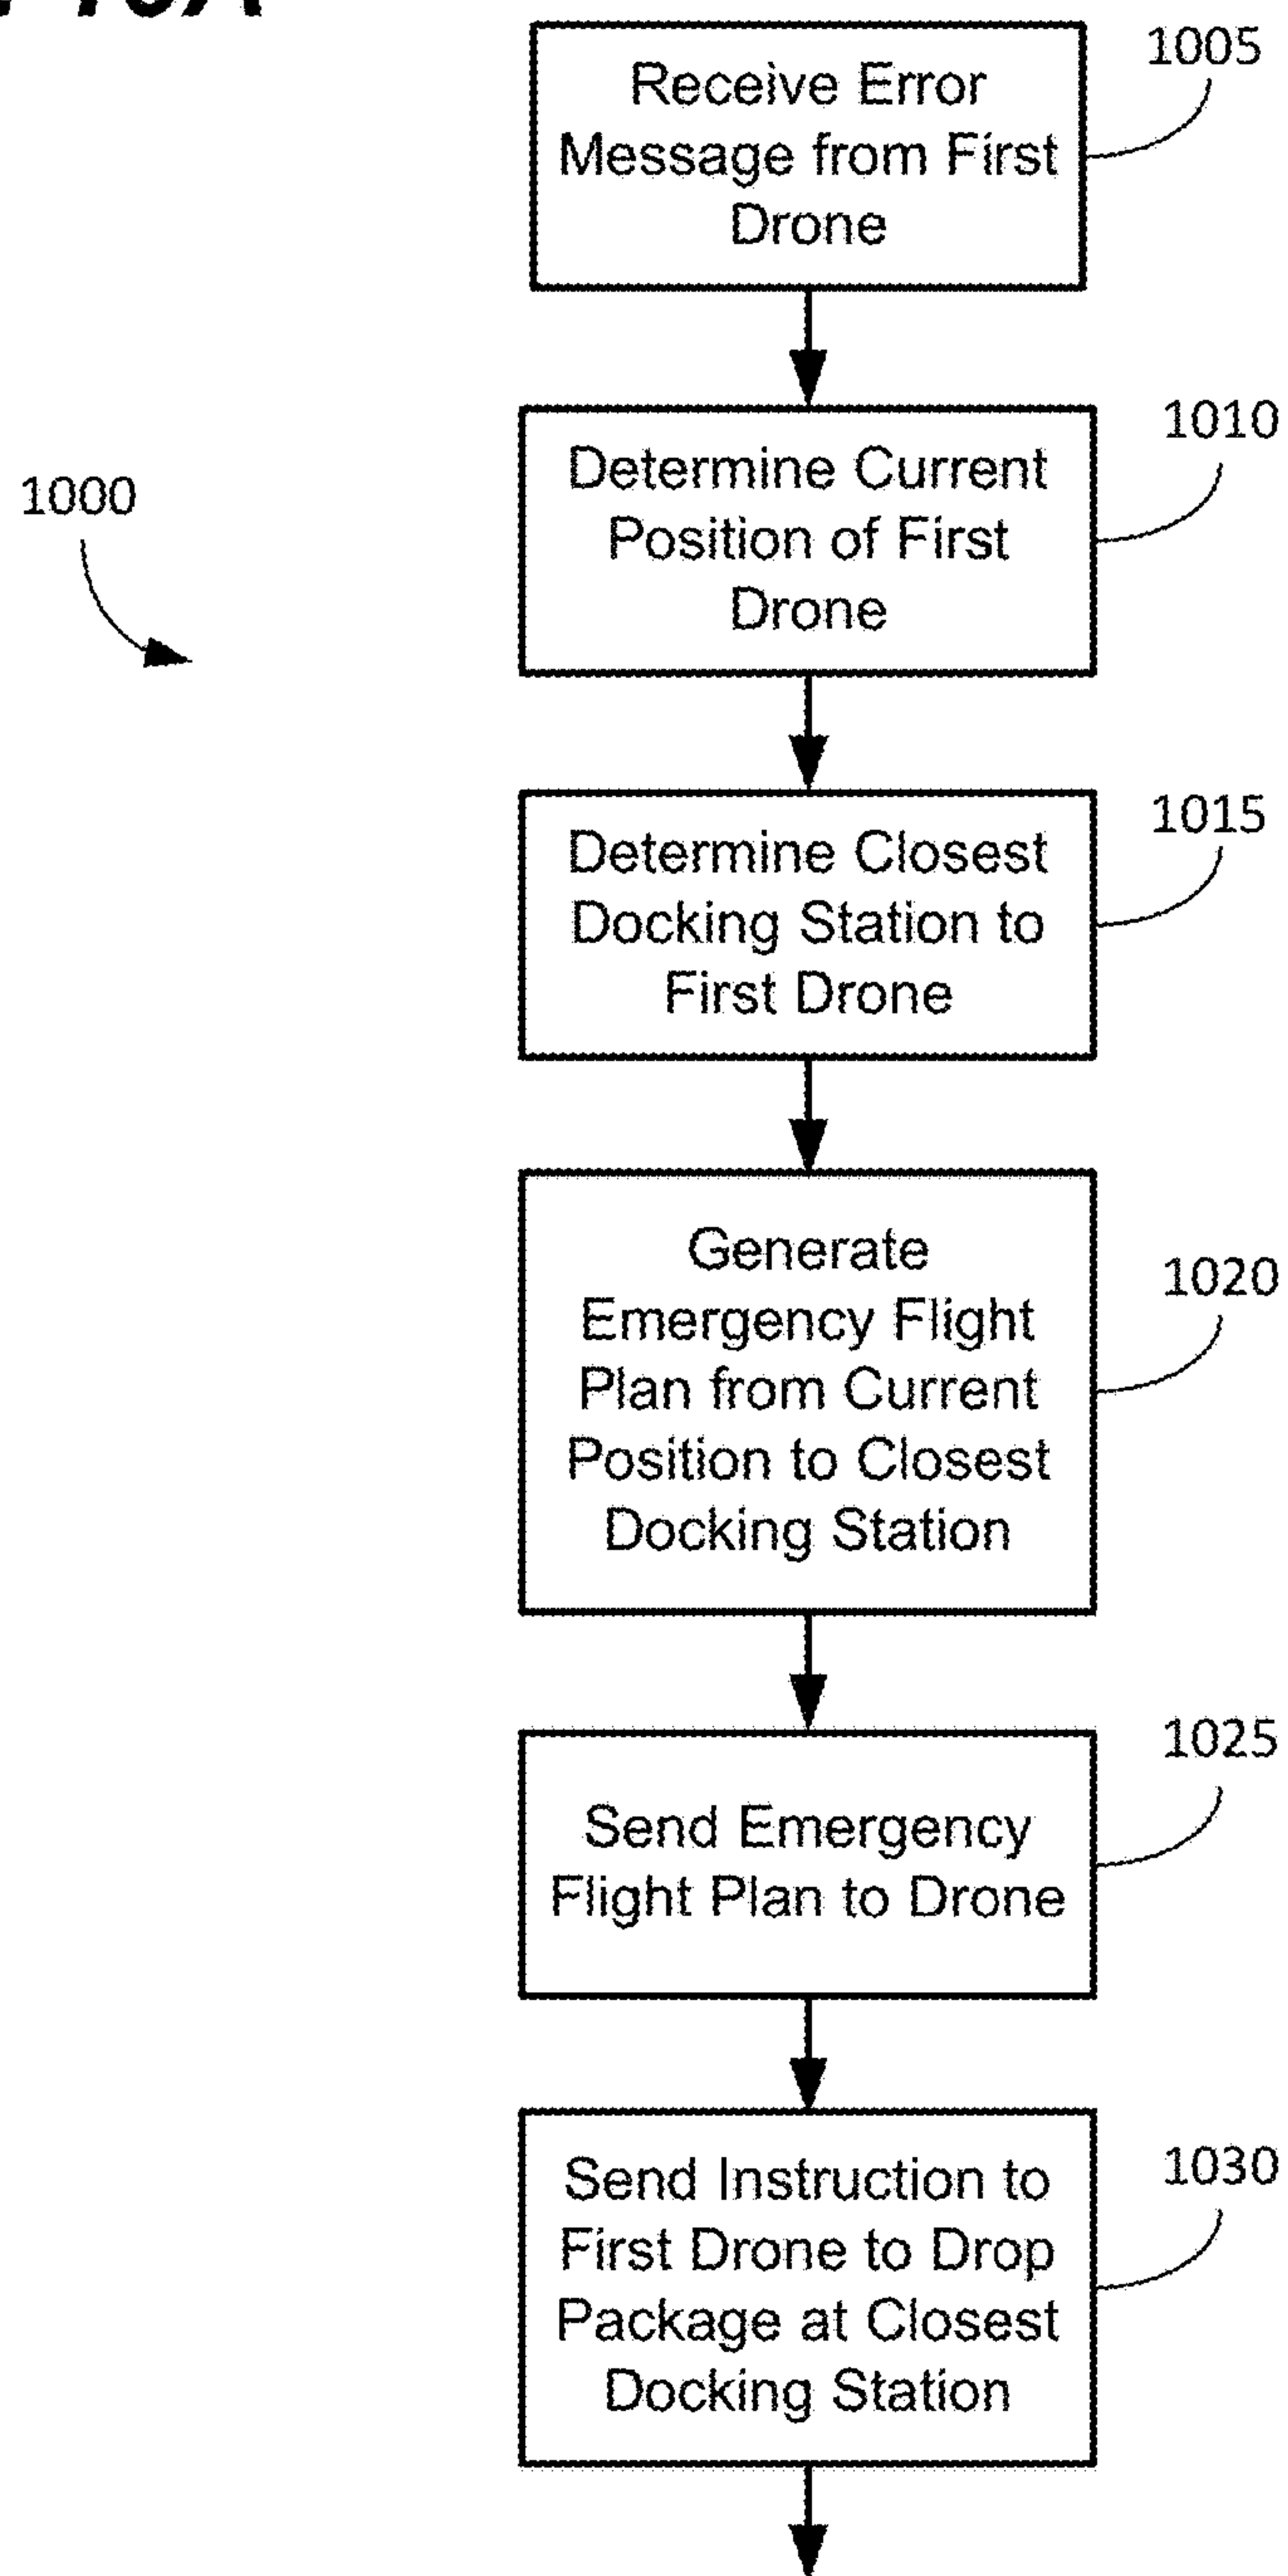 10A
Receive Error
Message from First
Drone
1005
Determine Current
Position of First
Drone
1010
1000
Determine Closest
Docking Station to
First Drone
1015
Generate
Emergency Flight
Plan from Current
Position to Closest
Docking Station
1020
Send Emergency
Flight Plan to Drone
1025
Send Instruction to
First Drone to Drop
Package at Closest
Docking Station
1030